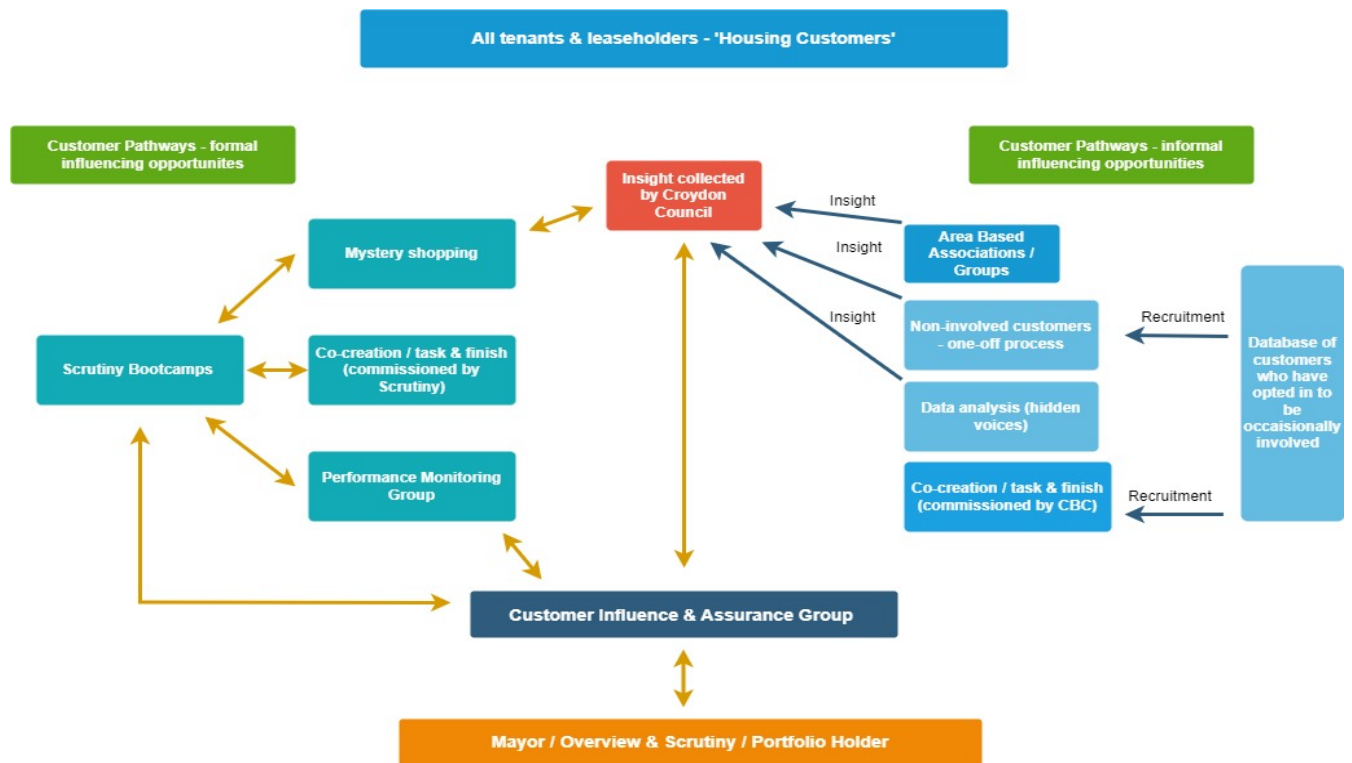 All tenants & leaseholders - 'Housing Customers'
Customer Pathways - formal
influencing opportunites
Customer Pathways - informal
influencing opportunities
Insight collected
by Croydon
Council
Insight
Insight
Insight
Area Based
Associations /
Groups
Mystery shopping
Scrutiny Bootcamps
Co-creation / task & finish
(commissioned by
Scrutiny)
Performance Monitoring
Group
Non-involved customers
- one-off process
Data analysis (hidden
voices)
Co-creation / task & finish
(commissioned by CBC)
Recruitment
Recruitment
Database of
customers
who have
opted in to
be
occaisionally
involved
Customer Influence & Assurance Group
Mayor / Overview & Scrutiny / Portfolio Holder